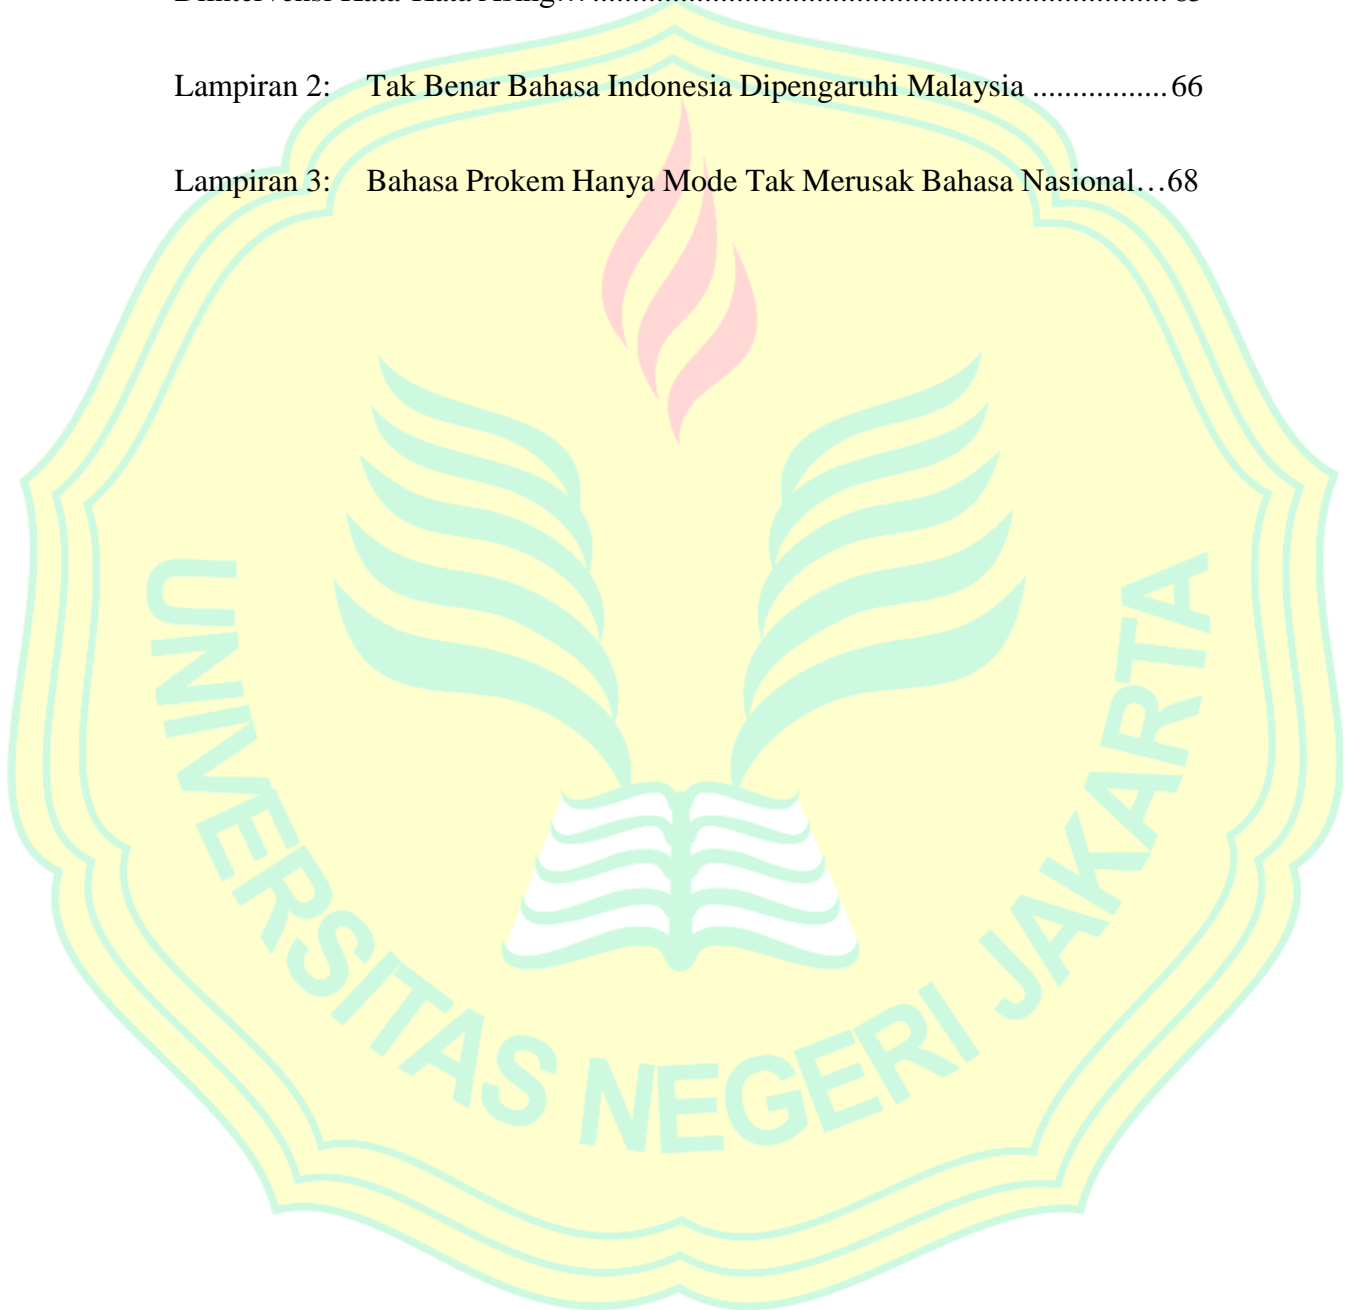 Lampiran 2: Tak Benar Bahasa Indonesia Dipengaruhi Malaysia .................66
Lampiran 3: Bahasa Prokem Hanya Mode Tak Merusak Bahasa Nasional…68
UNIVERSITAS NEGERI JAKARTA